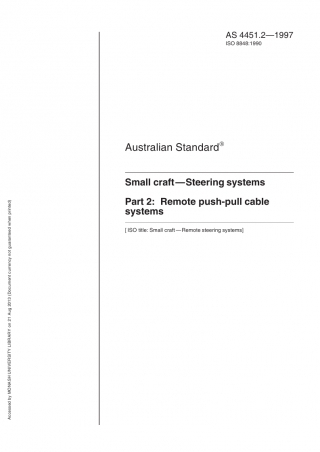 AS 4451.2—1997
ISO 8848:1990
Australian Standard®
Small craft—Steering systems
Part 2: Remote push-pull cable
systems
[ ISO title: Small craft — Remote steering systems]
Accessed by MONASH UNIVERSITY LIBRARY on 21 Aug 2013 (Document currency not guaranteed when printed)